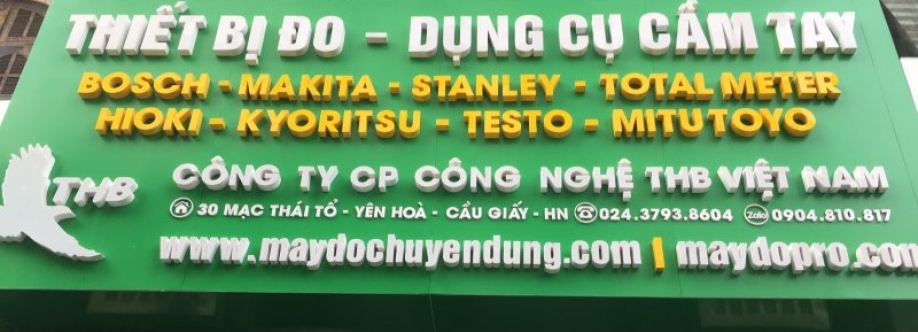 THIẾT BỊ ĐO - DỤNG CỤ CẦM TAY
BOSCH - MAKITA - STANLEY - TOTAL METER
HIOKI - KYORITSU - TESTO - MITUTOYO
THB
CÔNG TY CP CÔNG NGHỆ THB VIỆT NAM
30 MẠC THÁI TỔ - YÊN HOÀ - CẦU GIẤY - HN 024.3793.8604 Zalo 0904.810.817
www.maydochuyendung.com | maydopro.com